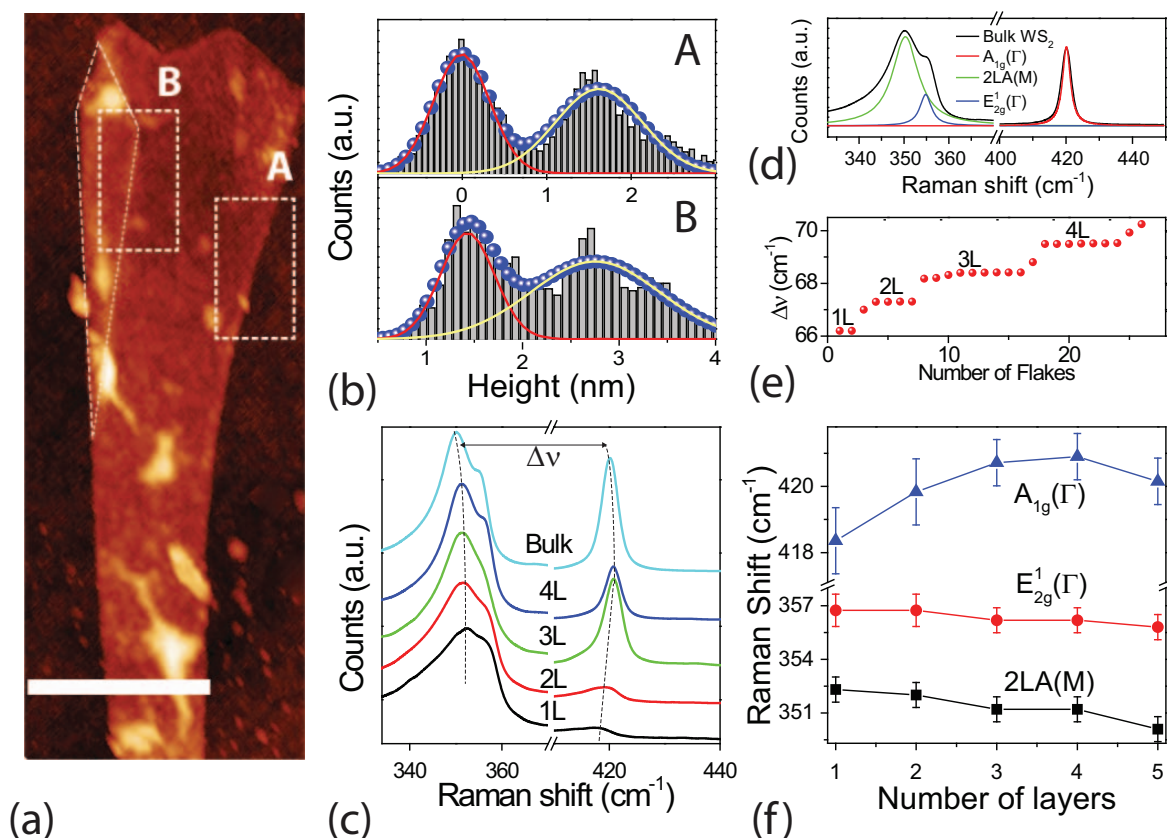 B
A
(a)
A
Counts (a.u.)
0 1 2
B
1 2 3 4
Height (nm)
(b)
Counts (a.u.)
Δν
Bulk
4L
3L
2L
1L
340 360 420 440
Raman shift (cm-1)
(c)
Counts (a.u.)
Bulk WS2
A1g(Γ)
2LA(M)
E12g(Γ)
340 350 360 400 420 440
Raman shift (cm-1)
(d)
Δν (cm-1)
70
68
66
1L
2L
3L
4L
0 10 20
Number of Flakes
(e)
Raman Shift (cm-1)
420
418
357
354
351
A1g(Γ)
E12g(Γ)
2LA(M)
1 2 3 4 5
Number of layers
(f)